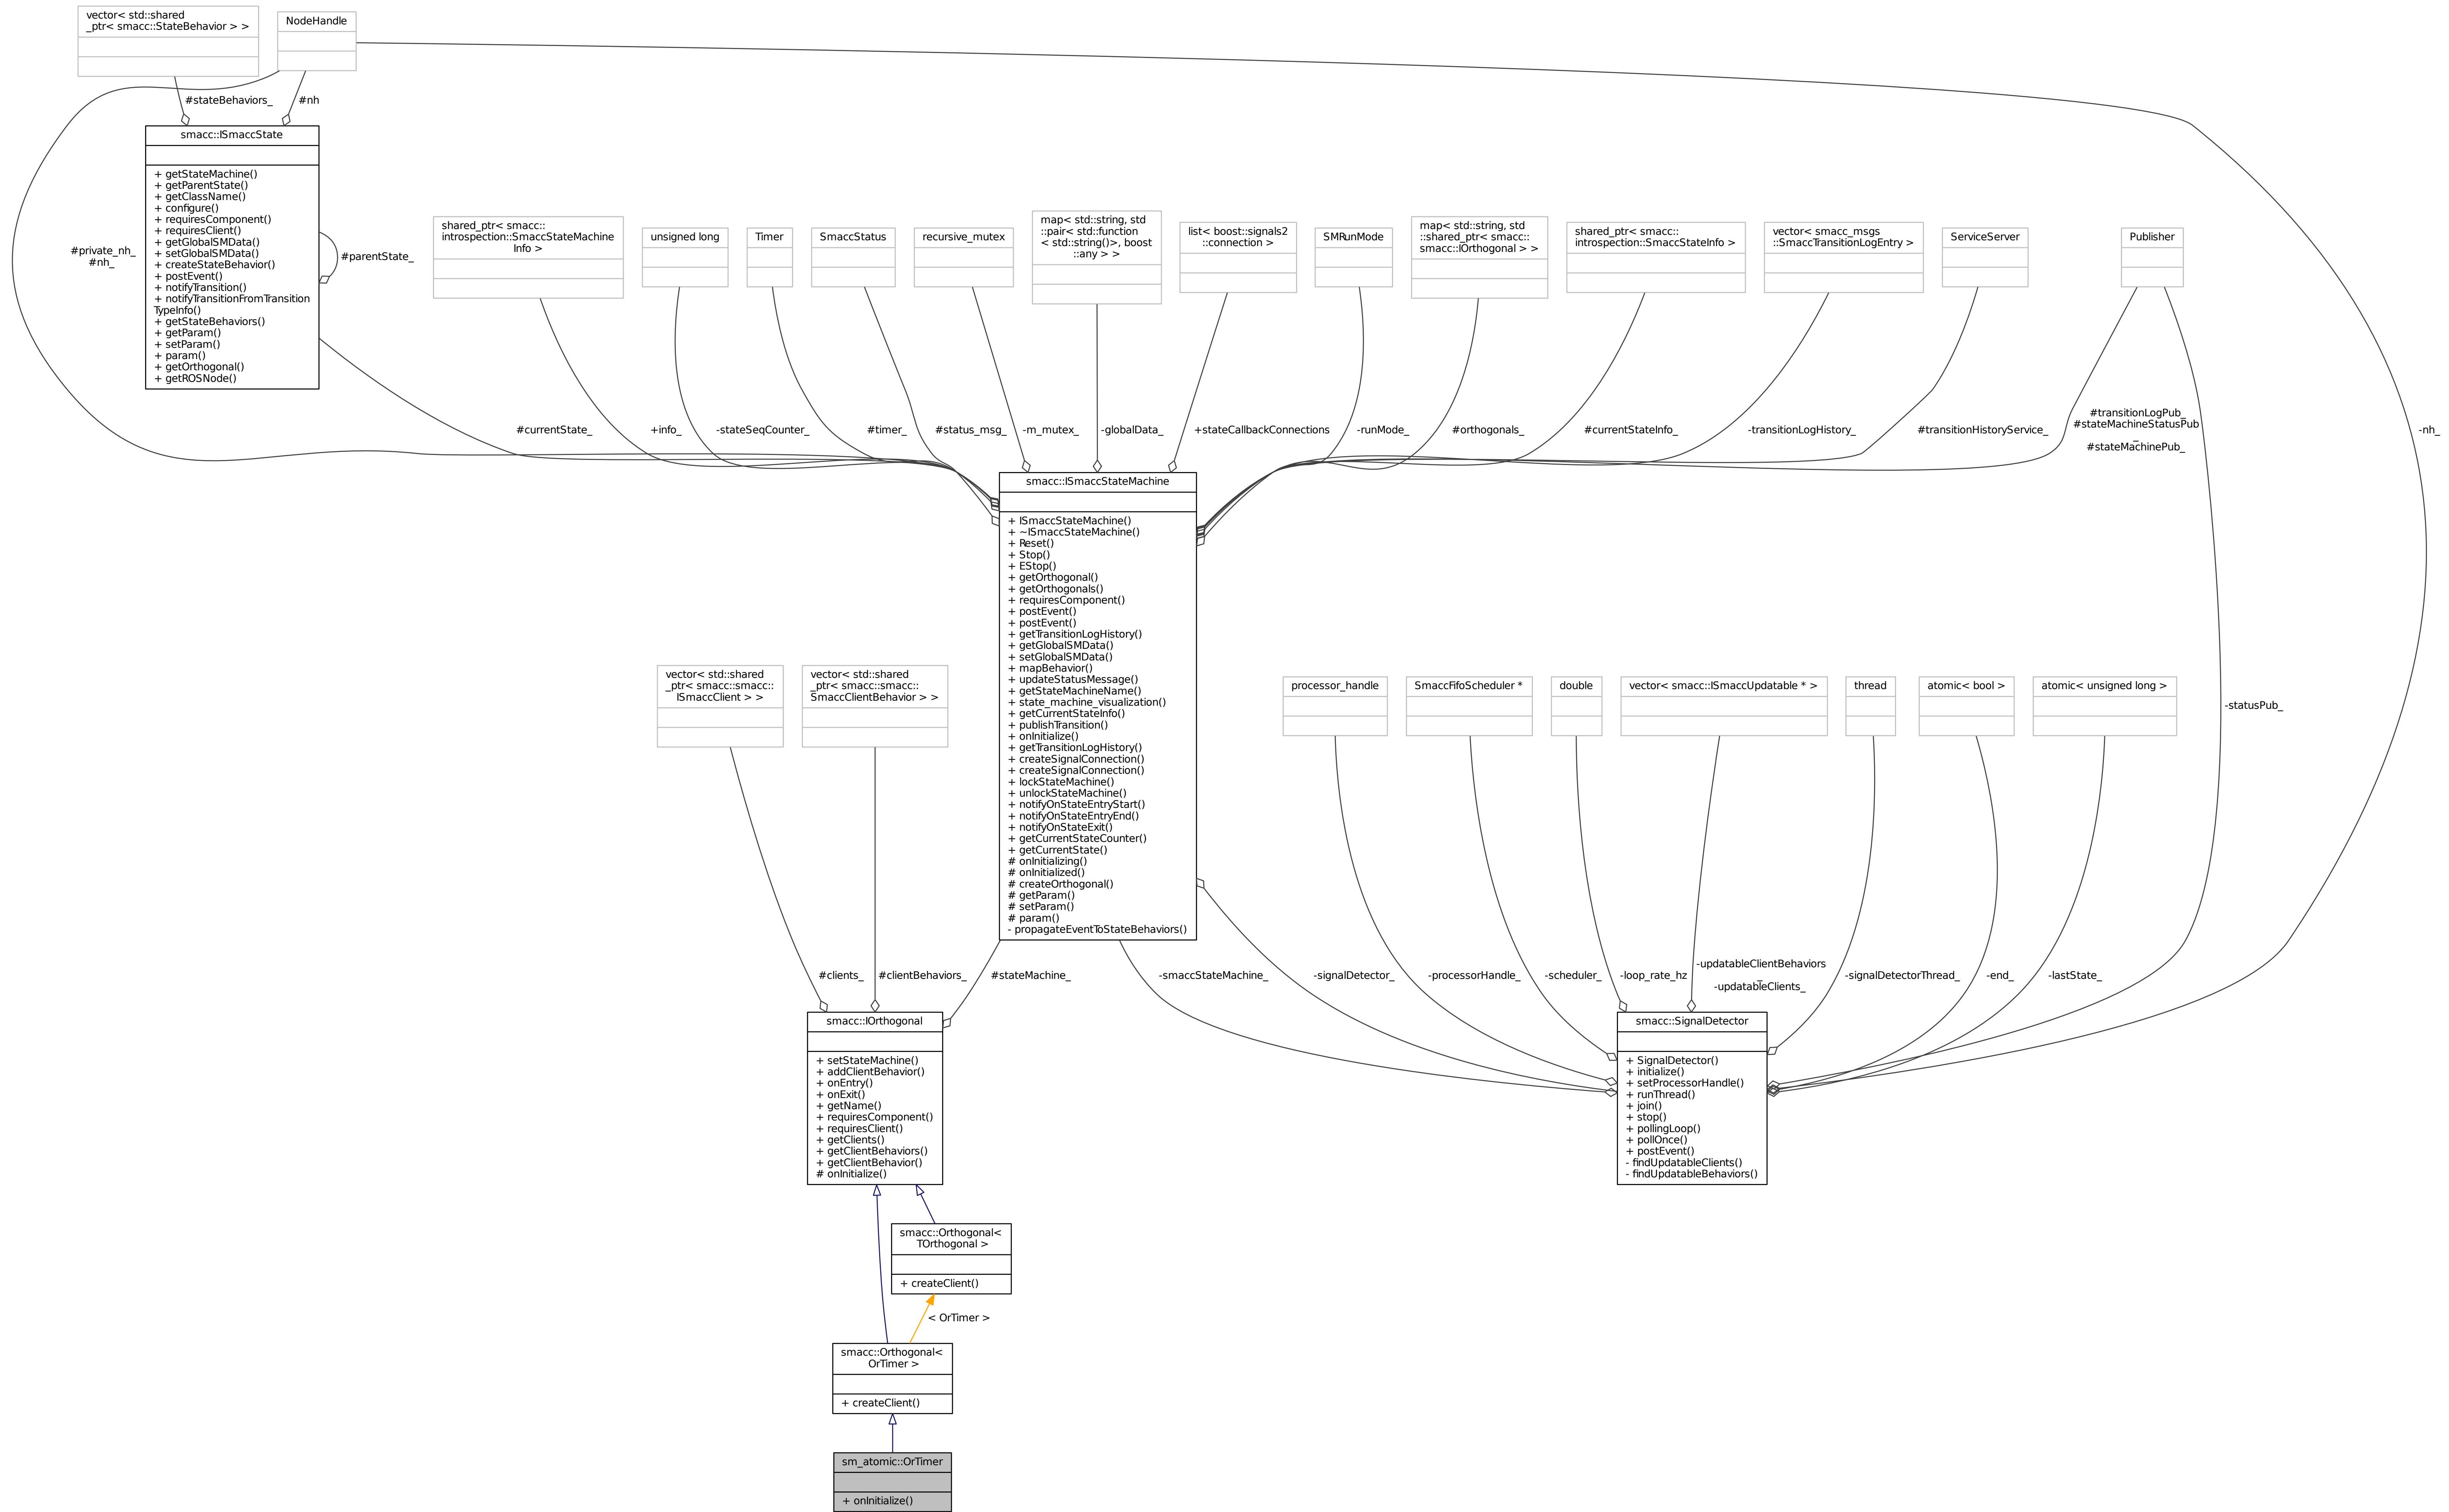 vector< std::shared
_ptr< smacc::StateBehavior > >
NodeHandle
#stateBehaviors_
#nh
smacc::ISmaccState
+ getStateMachine()
+ getParentState()
+ getClassName()
+ configure()
+ requiresComponent()
+ requiresClient()
+ getGlobalSMData()
+ setGlobalSMData()
+ createStateBehavior()
+ postEvent()
+ notifyTransition()
+ notifyTransitionFromTransition
TypeInfo()
+ getStateBehaviors()
+ getParam()
+ setParam()
+ param()
+ getOrthogonal()
+ getROSNode()
#private_nh_
#nh_
#parentState_
shared_ptr< smacc::
introspection::SmaccStateMachine
Info >
unsigned long
Timer
SmaccStatus
recursive_mutex
map< std::string, std
::pair< std::function
< std::string()>, boost
::any > >
list< boost::signals2
::connection >
SMRunMode
map< std::string, std
::shared_ptr< smacc::
smacc::IOrthogonal > >
shared_ptr< smacc::
introspection::SmaccStateInfo >
vector< smacc_msgs
::SmaccTransitionLogEntry >
ServiceServer
Publisher
#currentState_
+info_
-stateSeqCounter_
#timer_
#status_msg_
-m_mutex_
-globalData_
+stateCallbackConnections
-runMode_
#orthogonals_
#currentStateInfo_
-transitionLogHistory_
#transitionHistoryService_
#transitionLogPub_
#stateMachineStatusPub
_
#stateMachinePub_
-nh_
smacc::ISmaccStateMachine
+ ISmaccStateMachine()
+ ~ISmaccStateMachine()
+ Reset()
+ Stop()
+ EStop()
+ getOrthogonal()
+ getOrthogonals()
+ requiresComponent()
+ postEvent()
+ postEvent()
+ getTransitionLogHistory()
+ getGlobalSMData()
+ setGlobalSMData()
+ mapBehavior()
+ updateStatusMessage()
+ getStateMachineName()
+ state_machine_visualization()
+ getCurrentStateInfo()
+ publishTransition()
+ onInitialize()
+ getTransitionLogHistory()
+ createSignalConnection()
+ createSignalConnection()
+ lockStateMachine()
+ unlockStateMachine()
+ notifyOnStateEntryStart()
+ notifyOnStateEntryEnd()
+ notifyOnStateExit()
+ getCurrentStateCounter()
+ getCurrentState()
# onInitializing()
# onInitialized()
# createOrthogonal()
# getParam()
# setParam()
# param()
- propagateEventToStateBehaviors()
vector< std::shared
_ptr< smacc::smacc::
ISmaccClient > >
vector< std::shared
_ptr< smacc::smacc::
SmaccClientBehavior > >
processor_handle
SmaccFifoScheduler *
double
vector< smacc::ISmaccUpdatable * >
thread
atomic< bool >
atomic< unsigned long >
-statusPub_
#clients_
#clientBehaviors_
#stateMachine_
-smaccStateMachine_
-signalDetector_
-processorHandle_
-scheduler_
-loop_rate_hz
-updatableClientBehaviors
_
-updatableClients_
-signalDetectorThread_
-end_
-lastState_
smacc::IOrthogonal
+ setStateMachine()
+ addClientBehavior()
+ onEntry()
+ onExit()
+ getName()
+ requiresComponent()
+ requiresClient()
+ getClients()
+ getClientBehaviors()
+ getClientBehavior()
# onInitialize()
smacc::SignalDetector
+ SignalDetector()
+ initialize()
+ setProcessorHandle()
+ runThread()
+ join()
+ stop()
+ pollingLoop()
+ pollOnce()
+ postEvent()
- findUpdatableClients()
- findUpdatableBehaviors()
smacc::Orthogonal<
TOrthogonal >
+ createClient()
< OrTimer >
smacc::Orthogonal<
OrTimer >
+ createClient()
sm_atomic::OrTimer
+ onInitialize()